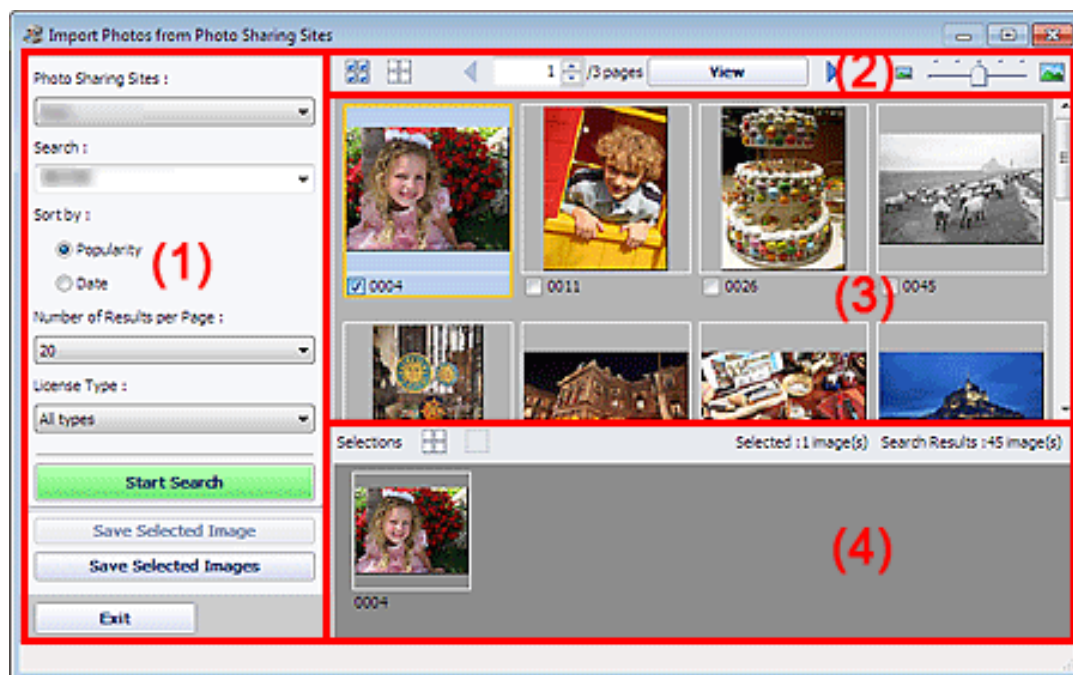 Import Photos from Photo Sharing Sites
Photo Sharing Sites :
Search :
Sort by :
Popularity
(1)
Date
Number of Results per Page :
20
License Type :
All types
Start Search
Save Selected Image
Save Selected Images
Exit
1 /3 pages View (2)
0004 0011 0026 0045
(3)
Selections Selected :1 image(s) Search Results :45 image(s)
(4)
0004